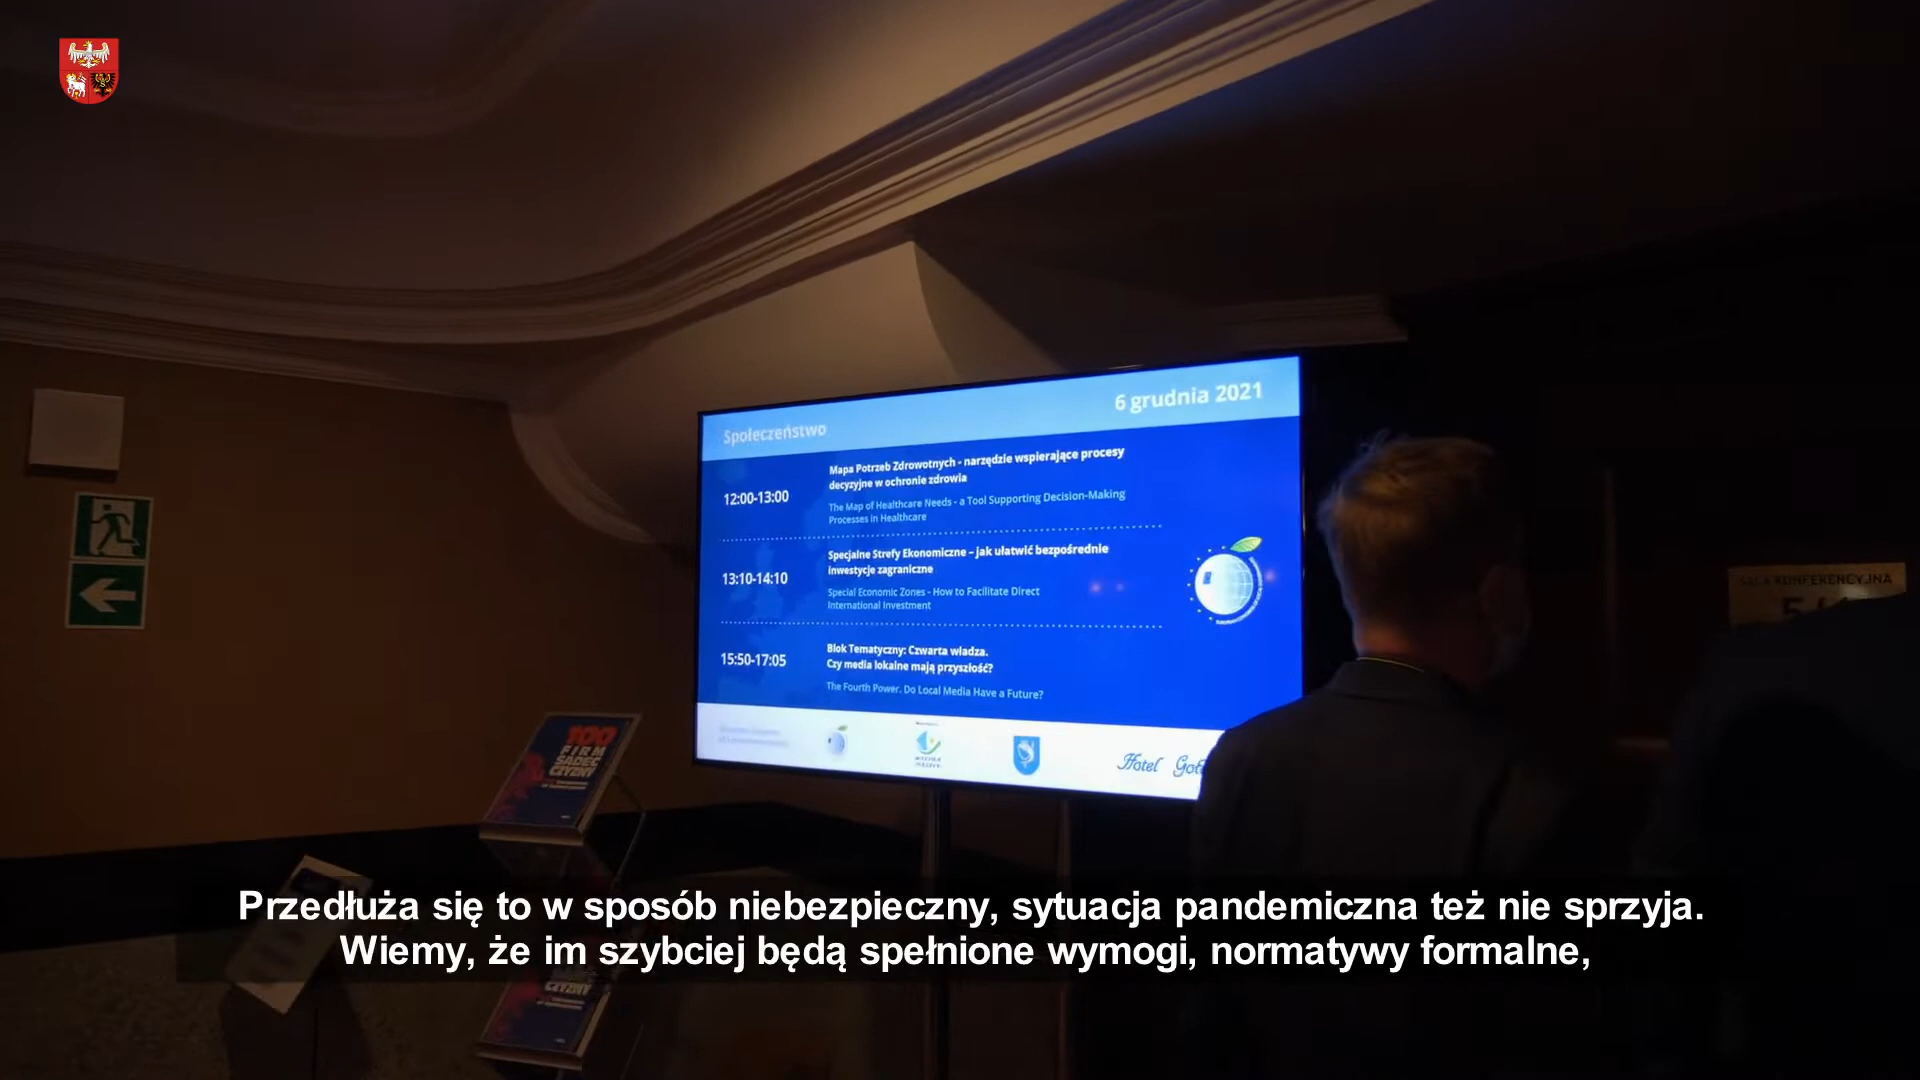 6 grudnia 2021
Społeczeństwo
12:00-13:00
Mapa Potrzeb Zdrowotnych - narzędzie wspierające procesy
decyzyjne w ochronie zdrowia
The Map of Healthcare Needs - a Tool Supporting Decision-Making
Processes in Healthcare
13:10-14:10
Specjalne Strefy Ekonomiczne – jak ułatwić bezpośrednie
inwestycje zagraniczne
Special Economic Zones - How to Facilitate Direct
International Investment
15:50-17:05
Blok Tematyczny: Czwarta władza.
Czy media lokalne mają przyszłość?
The Fourth Power. Do Local Media Have a Future?
Hotel
SALA KONFERENCYJNA
100
FIRM
SĄDEC
CZYZNY
Przedłuża się to w sposób niebezpieczny, sytuacja pandemiczna też nie sprzyja.
Wiemy, że im szybciej będą spełnione wymogi, normatywy formalne,
CZYZNY